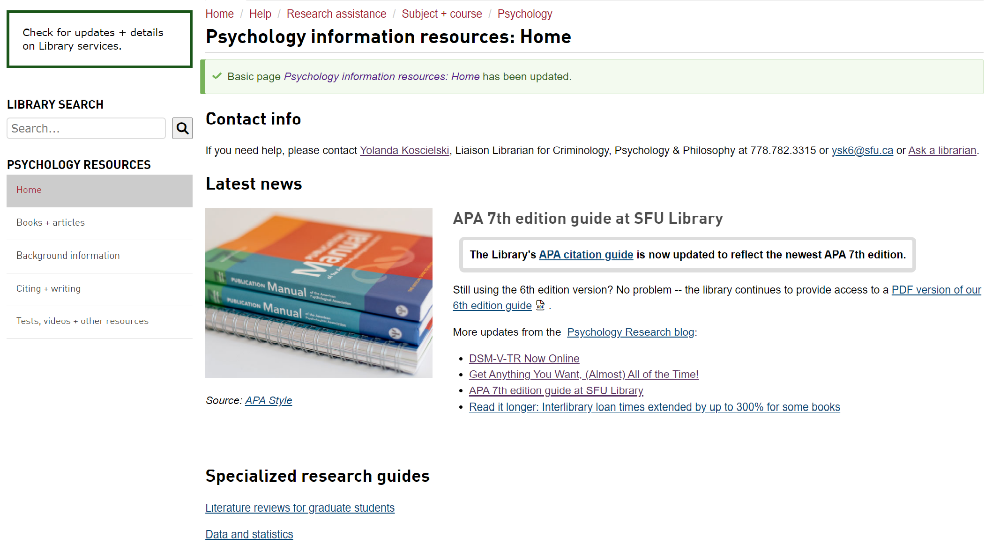 Check for updates + details
on Library services.
LIBRARY SEARCH
Search...
PSYCHOLOGY RESOURCES
Home
Books + articles
Background information
Citing + writing
Tests, videos + other resources
Home / Help / Research assistance / Subject + course / Psychology
Psychology information resources: Home
Basic page Psychology information resources: Home has been updated.
Contact info
If you need help, please contact Yolanda Koscielski, Liaison Librarian for Criminology, Psychology & Philosophy at 778.782.3315 or ysk6@sfu.ca or Ask a librarian.
Latest news
PUBLICATION
Manual
of the American Psychological Association
PUBLICATION Manual of the American
Psychological Association
PUBLICATION Manual of the American
Psychological Association
Source: APA Style
APA 7th edition guide at SFU Library
The Library's APA citation guide is now updated to reflect the newest APA 7th edition.
Still using the 6th edition version? No problem -- the library continues to provide access to a PDF version of our
6th edition guide PDF .
More updates from the Psychology Research blog:
• DSM-V-TR Now Online
• Get Anything You Want, (Almost) All of the Time!
• APA 7th edition guide at SFU Library
• Read it longer: Interlibrary loan times extended by up to 300% for some books
Specialized research guides
Literature reviews for graduate students
Data and statistics